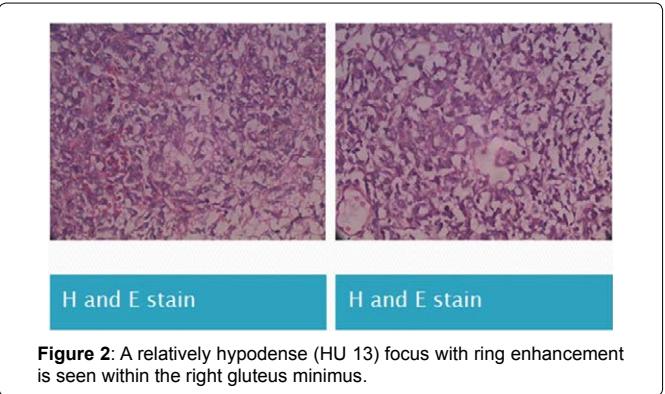 H and E stain
H and E stain
Figure 2: A relatively hypodense (HU 13) focus with ring enhancement
is seen within the right gluteus minimus.